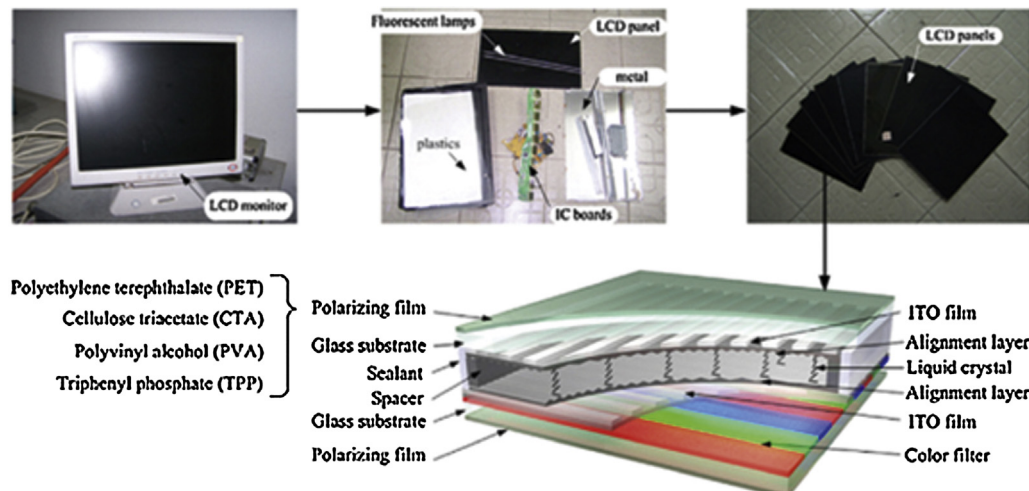 Fluorescent lamps
LCD panel
metal
plastics
IC boards
LCD monitor
LCD panels
Polyethylene terephthalate (PET)
Cellulose triacetate (CTA)
Polyvinyl alcohol (PVA)
Triphenyl phosphate (TPP)
Polarizing film
Glass substrate
Sealant
Spacer
Glass substrate
Polarizing film
ITO film
Alignment layer
Liquid crystal
Alignment layer
ITO film
Color filter